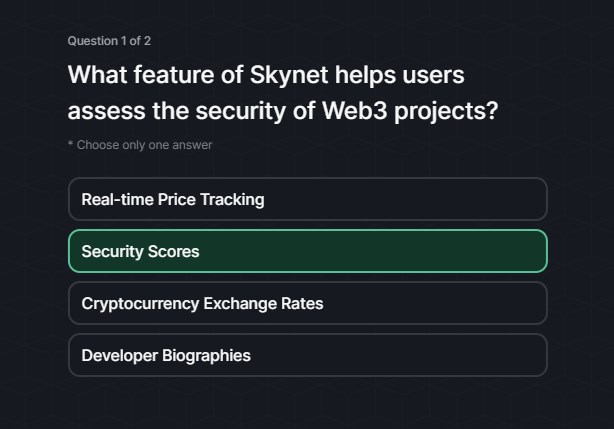 Question 1 of 2
What feature of Skynet helps users
assess the security of Web3 projects?
* Choose only one answer
Real-time Price Tracking
Security Scores
Cryptocurrency Exchange Rates
Developer Biographies